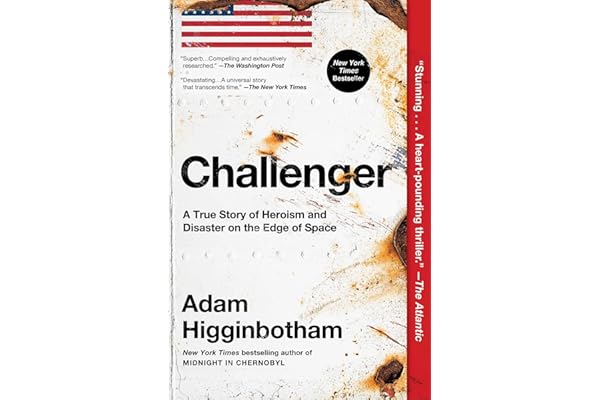 "Superb...Compelling and exhaustively
researched." —The Washington Post
"Devastating...A universal story
that transcends time." —The New York Times
New York
Times
Bestseller
Challenger
A True Story of Heroism and
Disaster on the Edge of Space
Adam
Higginbotham
New York Times bestselling author of
MIDNIGHT IN CHERNOBYL
"Stunning . . . A heart-pounding thriller." —The Atlantic